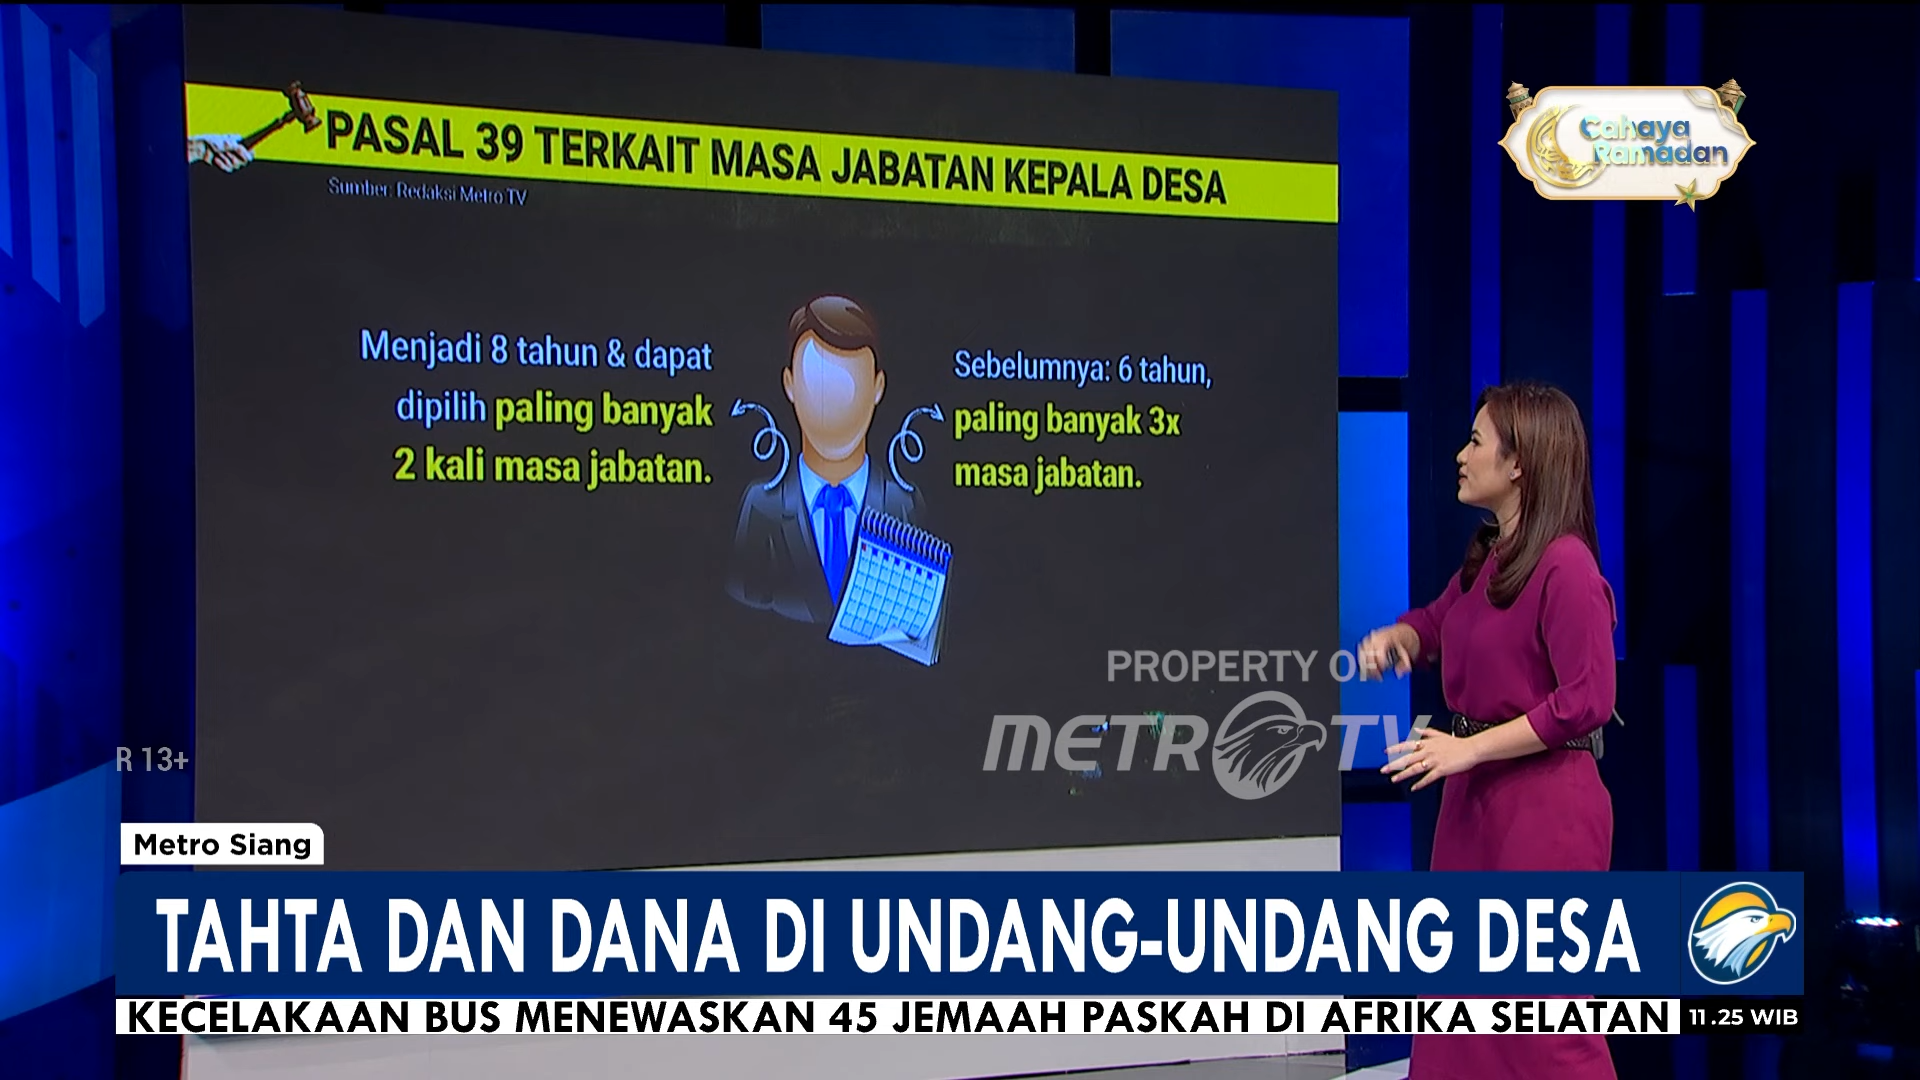 PASAL 39 TERKAIT MASA JABATAN KEPALA DESA
Sumber: Redaksi Metro TV
Cahaya
Ramadan
Menjadi 8 tahun & dapat
dipilih paling banyak
2 kali masa jabatan.
Sebelumnya: 6 tahun,
paling banyak 3x
masa jabatan.
PROPERTY OF
METRO TV
R 13+
Metro Siang
TAHTA DAN DANA DI UNDANG-UNDANG DESA
KECELAKAAN BUS MENEWASKAN 45 JEMAAH PASKAH DI AFRIKA SELATAN
11.25 WIB